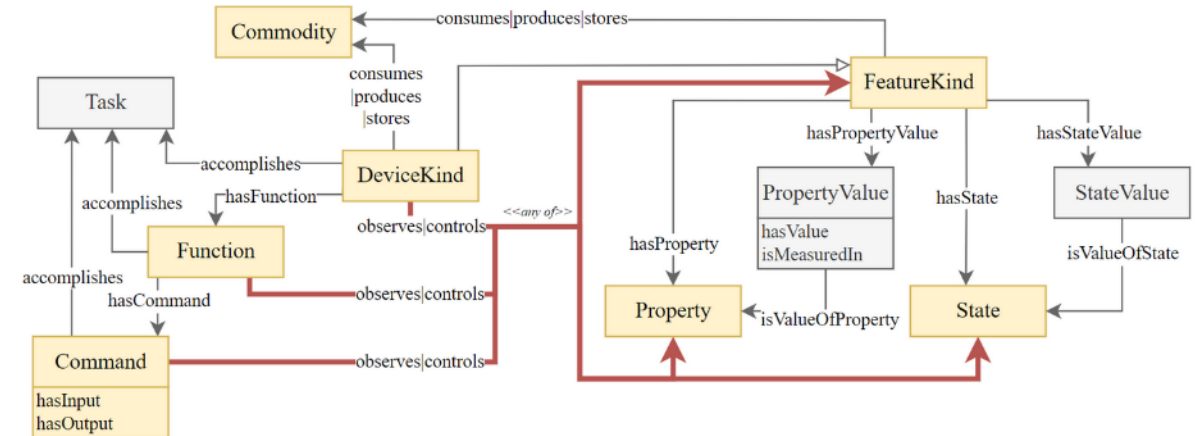 consumes|produces|stores
Commodity
consumes
|produces
|stores
FeatureKind
Task
hasPropertyValue
hasStateValue
accomplishes
DeviceKind
PropertyValue
hasValue
isMeasuredIn
StateValue
hasFunction
accomplishes
<<any of>>
hasState
observes|controls
Function
hasProperty
isValueOfState
accomplishes
hasCommand
observes|controls
Property
isValueOfProperty
State
Command
hasInput
hasOutput
observes|controls